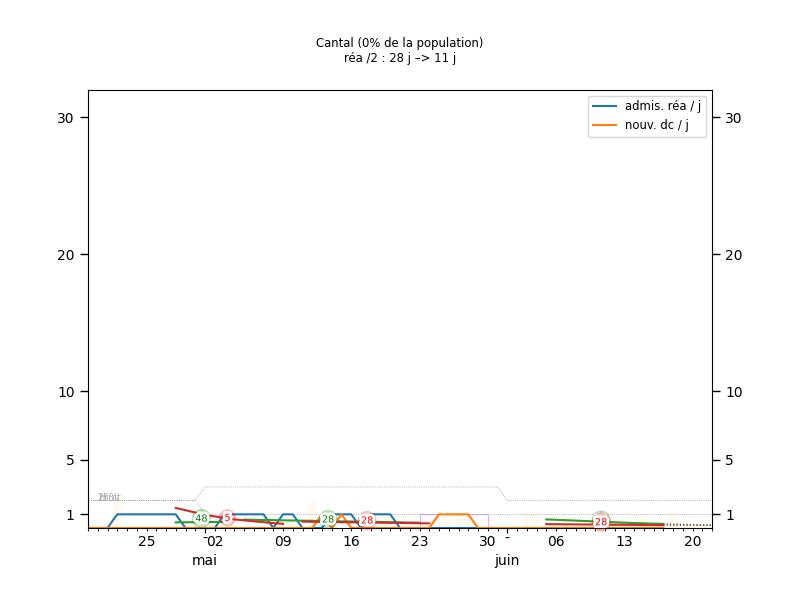 Cantal (0% de la population)
réa /2 : 28 j –> 11 j
admis. réa / j
nouv. dc / j
30 30
20 20
10 10
5 5
1 1
48 5 28 28 28
25 02 09 16 23 30 06 13 20
mai juin